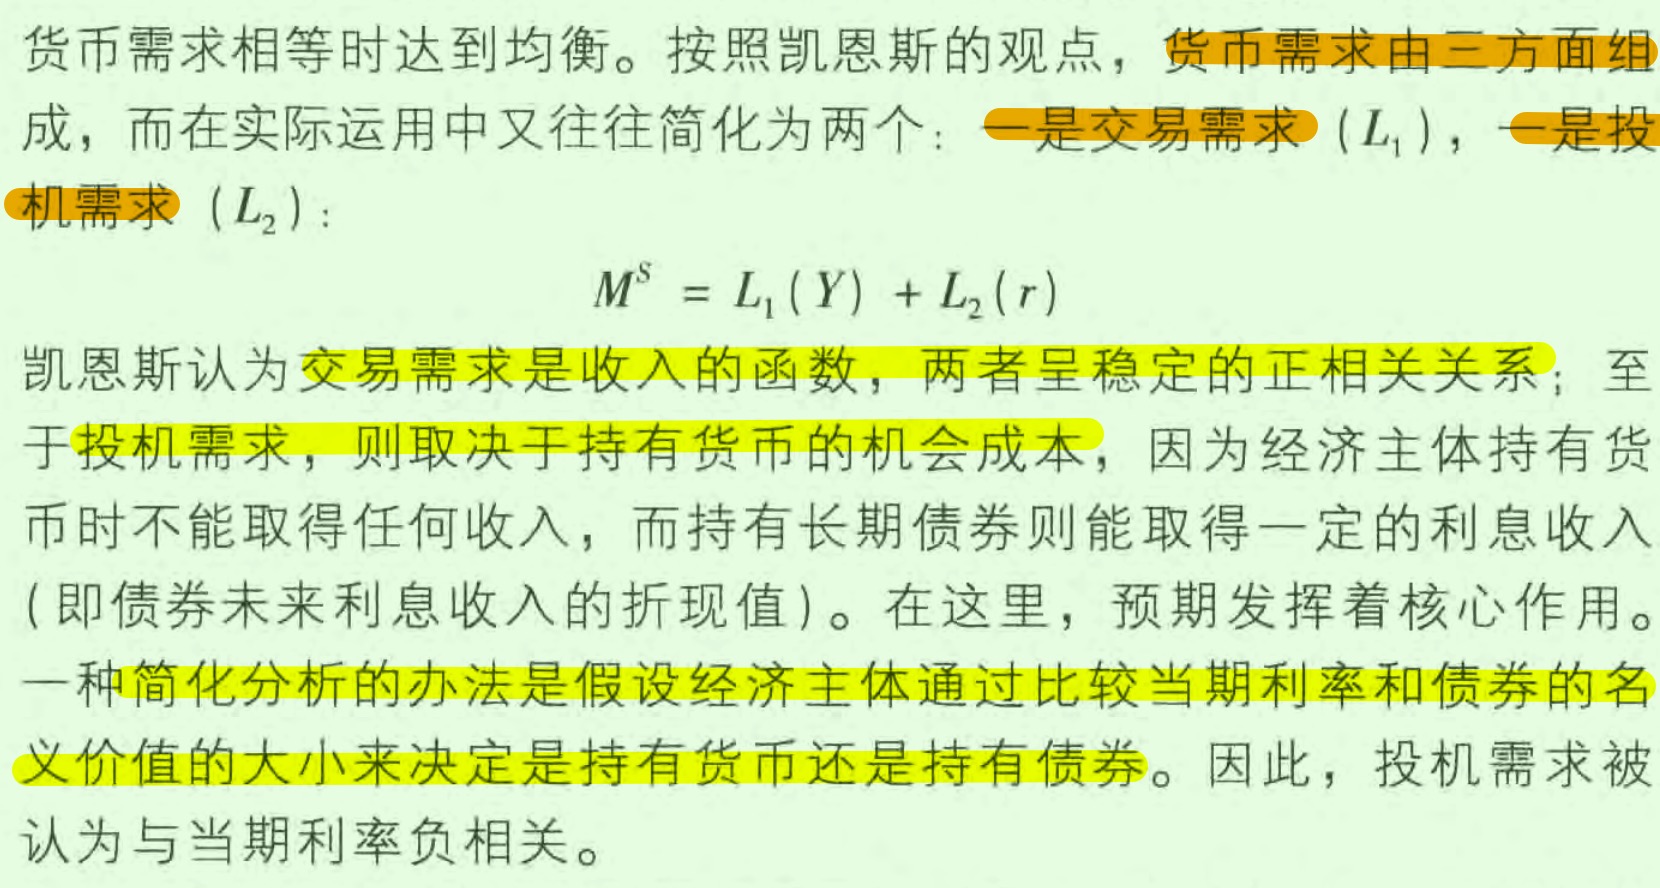 货币需求相等时达到均衡。按照凯恩斯的观点，货币需求由三方面组
成，而在实际运用中又往往简化为两个：一是交易需求（L₁），一是投
机需求（L₂）：
Mˢ = L₁(Y) + L₂(r)
凯恩斯认为交易需求是收入的函数，两者呈稳定的正相关关系；至
于投机需求，则取决于持有货币的机会成本，因为经济主体持有货
币时不能取得任何收入，而持有长期债券则能取得一定的利息收入
（即债券未来利息收入的折现值）。在这里，预期发挥着核心作用。
一种简化分析的办法是假设经济主体通过比较当期利率和债券的名
义价值的大小来决定是持有货币还是持有债券。因此，投机需求被
认为与当期利率负相关。